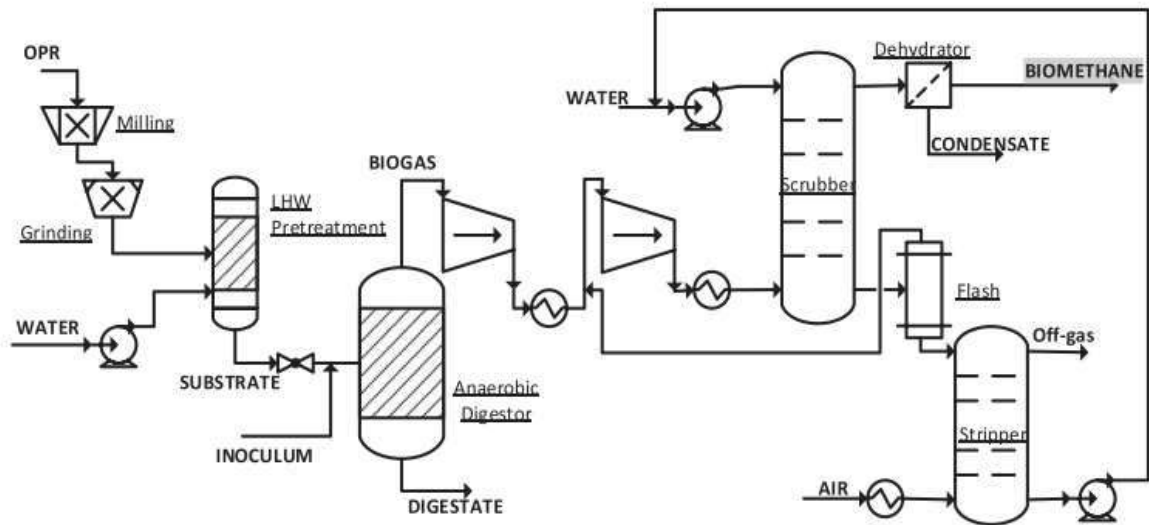 OPR
Milling
Grinding
WATER
LHW
Pretreatment
SUBSTRATE
INOCULUM
BIOGAS
Anaerobic
Digestor
DIGESTATE
WATER
Scrubber
Dehydrator
BIOMETHANE
CONDENSATE
Flash
Off-gas
Stripper
AIR